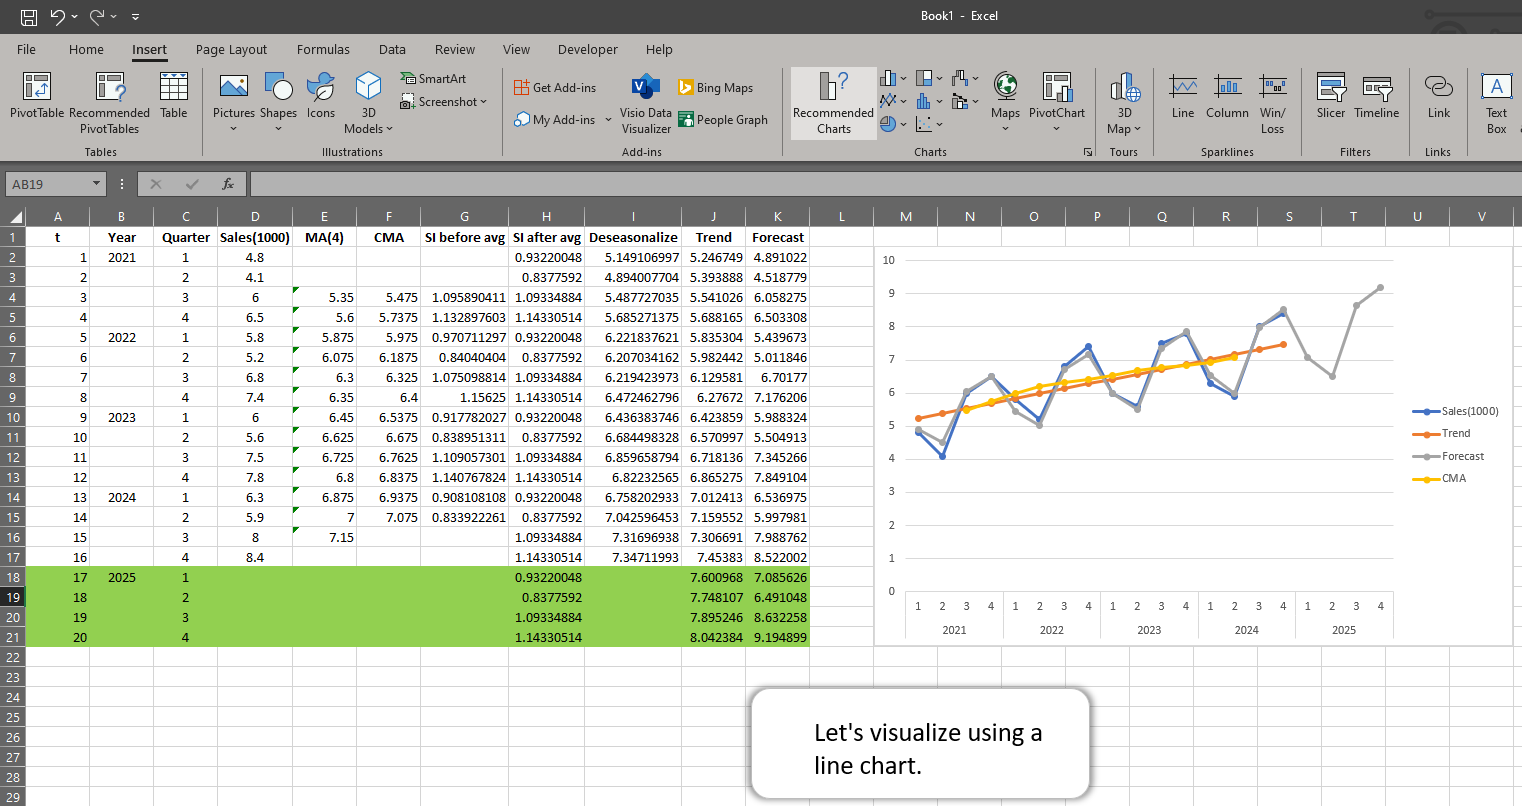 Book1 - Excel
File Home Insert Page Layout Formulas Data Review View Developer Help
PivotTable Recommended PivotTables Table
Tables
Pictures Shapes Icons 3D Models SmartArt Screenshot
Illustrations
Get Add-ins My Add-ins Visio Data Visualizer Bing Maps People Graph
Add-ins
Recommended Charts Maps PivotChart
Charts
3D Map
Tours
Line Column Win/ Loss
Sparklines
Slicer Timeline
Filters
Link
Links
Text Box
AB19 fx
A B C D E F G H I J K L M N O P Q R S T U V
1 t Year Quarter Sales(1000) MA(4) CMA SI before avg SI after avg Deseasonalize Trend Forecast
2 1 2021 1 4.8 0.93220048 5.149106997 5.246749 4.891022
3 2 2 4.1 0.8377592 4.894007704 5.393888 4.518779
4 3 3 6 5.35 5.475 1.095890411 1.09334884 5.487727035 5.541026 6.058275
5 4 4 6.5 5.6 5.7375 1.132897603 1.14330514 5.685271375 5.688165 6.503308
6 5 2022 1 5.8 5.875 5.975 0.970711297 0.93220048 6.221837621 5.835304 5.439673
7 6 2 5.2 6.075 6.1875 0.84040404 0.8377592 6.207034162 5.982442 5.011846
8 7 3 6.8 6.3 6.325 1.075098814 1.09334884 6.219423973 6.129581 6.70177
9 8 4 7.4 6.35 6.4 1.15625 1.14330514 6.472462796 6.27672 7.176206
10 9 2023 1 6 6.45 6.5375 0.917782027 0.93220048 6.436383746 6.423859 5.988324
11 10 2 5.6 6.625 6.675 0.838951311 0.8377592 6.684498328 6.570997 5.504913
12 11 3 7.5 6.725 6.7625 1.109057301 1.09334884 6.859658794 6.718136 7.345266
13 12 4 7.8 6.8 6.8375 1.140767824 1.14330514 6.82232565 6.865275 7.849104
14 13 2024 1 6.3 6.875 6.9375 0.908108108 0.93220048 6.758202933 7.012413 6.536975
15 14 2 5.9 7 7.075 0.833922261 0.8377592 7.042596453 7.159552 5.997981
16 15 3 8 7.15 1.09334884 7.31696938 7.306691 7.988762
17 16 4 8.4 1.14330514 7.34711993 7.45383 8.522002
18 17 2025 1 0.93220048 7.600968 7.085626
19 18 2 0.8377592 7.748107 6.491048
20 19 3 1.09334884 7.895246 8.632258
21 20 4 1.14330514 8.042384 9.194899
22
23
24
25
26
27
28
29
10
9
8
7
6
5
4
3
2
1
0
1 2 3 4 1 2 3 4 1 2 3 4 1 2 3 4 1 2 3 4
2021 2022 2023 2024 2025
Sales(1000)
Trend
Forecast
CMA
Let's visualize using a
line chart.